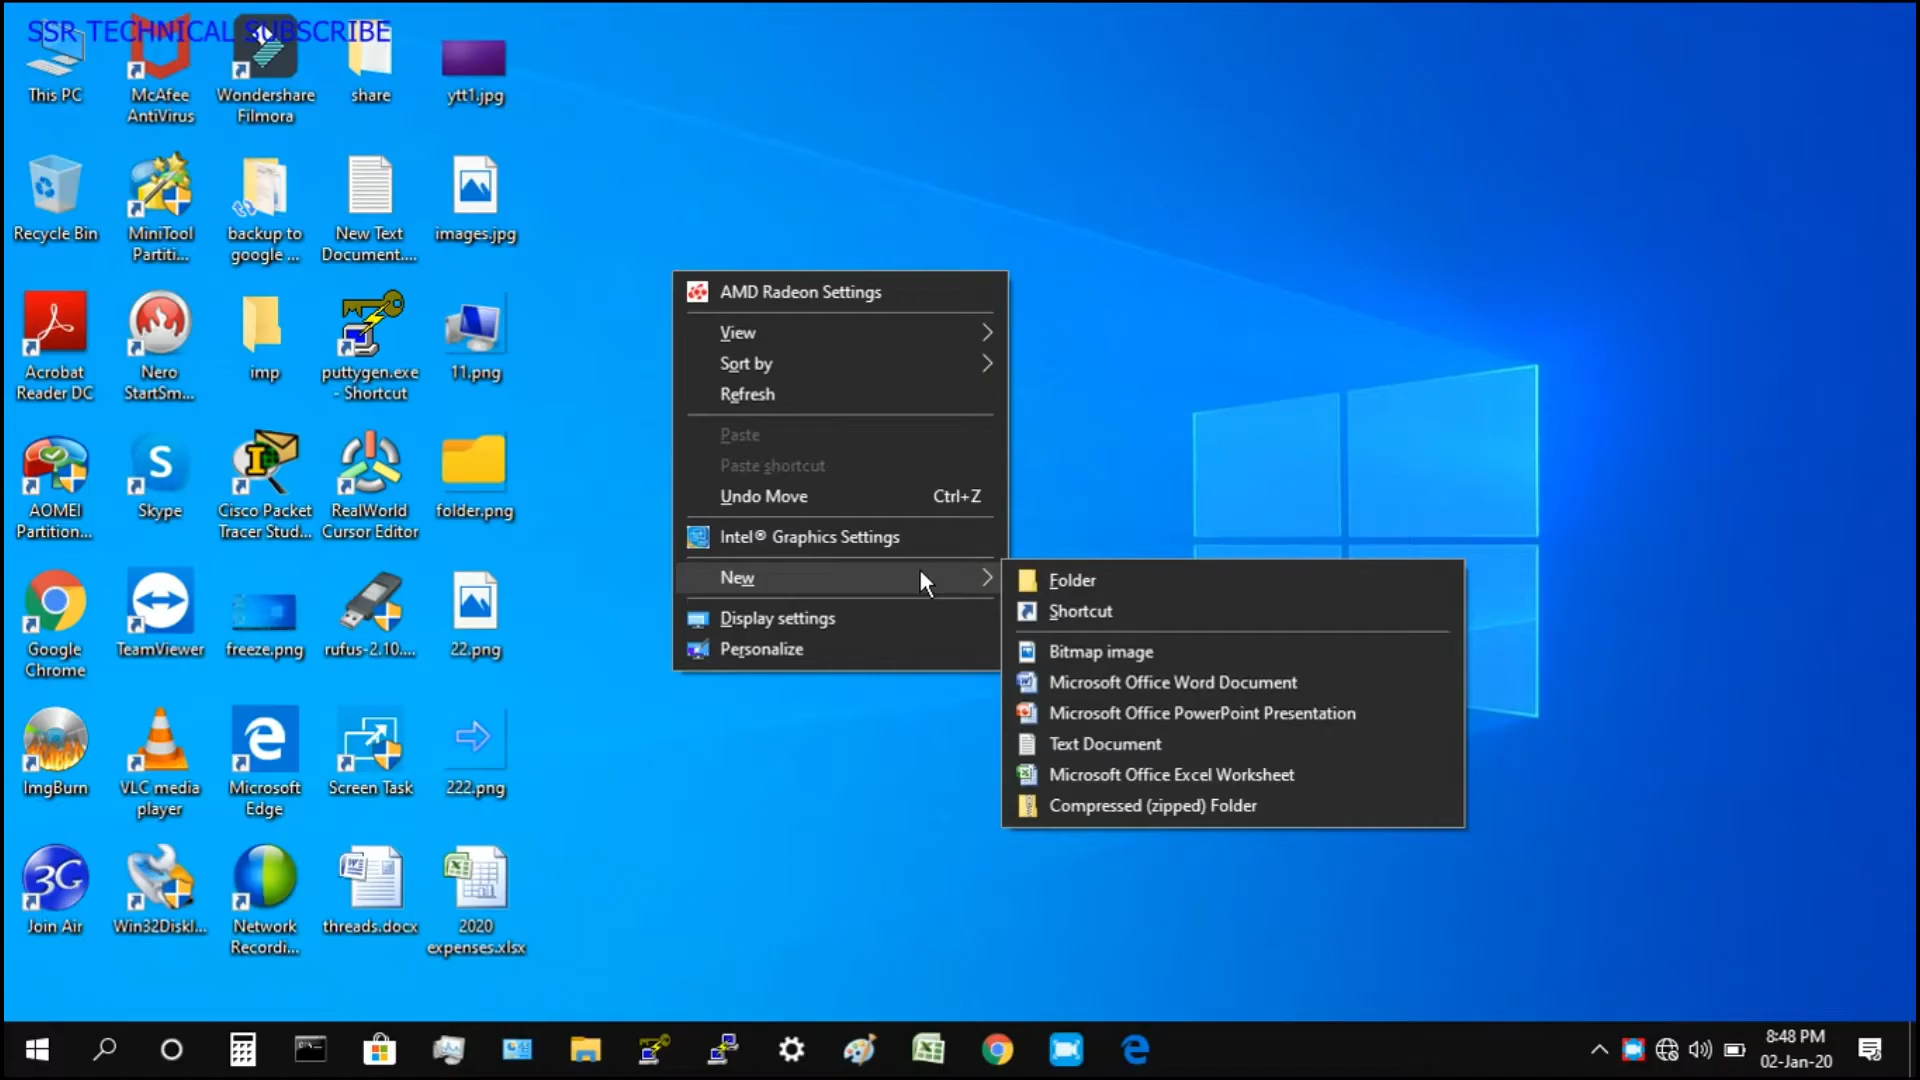 SSR TECHNICAL SUBSCRIBE
This PC
McAfee
AntiVirus
Wondershare
Filmora
share
ytt1.jpg
Recycle Bin
MiniTool
Partiti...
backup to
google ...
New Text
Document....
images.jpg
Acrobat
Reader DC
Nero
StartSm...
imp
puttygen.exe
- Shortcut
11.png
AOMEI
Partition...
Skype
Cisco Packet
Tracer Stud...
RealWorld
Cursor Editor
folder.png
Google
Chrome
TeamViewer
freeze.png
rufus-2.10....
22.png
ImgBurn
VLC media
player
Microsoft
Edge
Screen Task
222.png
3G
Join Air
Win32DiskI...
Network
Recordi...
threads.docx
2020
expenses.xlsx
AMD Radeon Settings
View
Sort by
Refresh
Paste
Paste shortcut
Undo Move Ctrl+Z
Intel® Graphics Settings
New
Display settings
Personalize
Folder
Shortcut
Bitmap image
Microsoft Office Word Document
Microsoft Office PowerPoint Presentation
Text Document
Microsoft Office Excel Worksheet
Compressed (zipped) Folder
8:48 PM
02-Jan-20